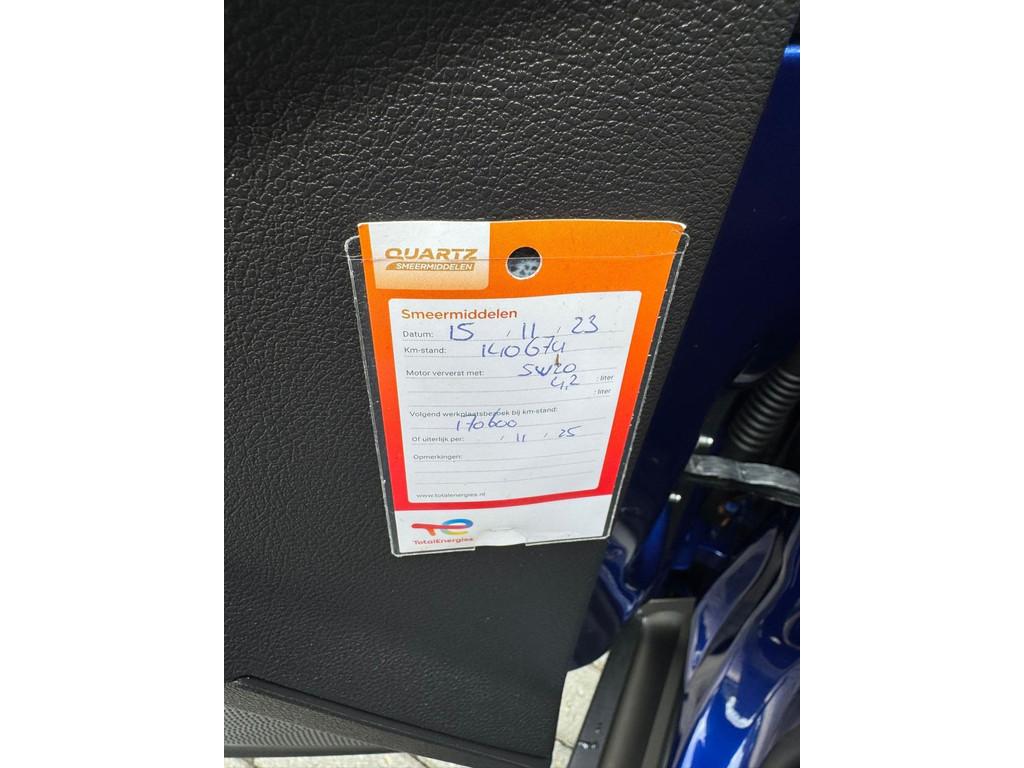 QUARTZ
SMEERMIDDELEN
Smeermiddelen
Datum: 15 / 11 / 23
Km-stand: 140674
Motor ververst met: 5W20
4,2 : liter
: liter
Volgend werkplaatsbezoek bij km-stand:
170600
Of uiterlijk per: / 11 / 25
Opmerkingen:
www.totalenergies.nl
TotalEnergies